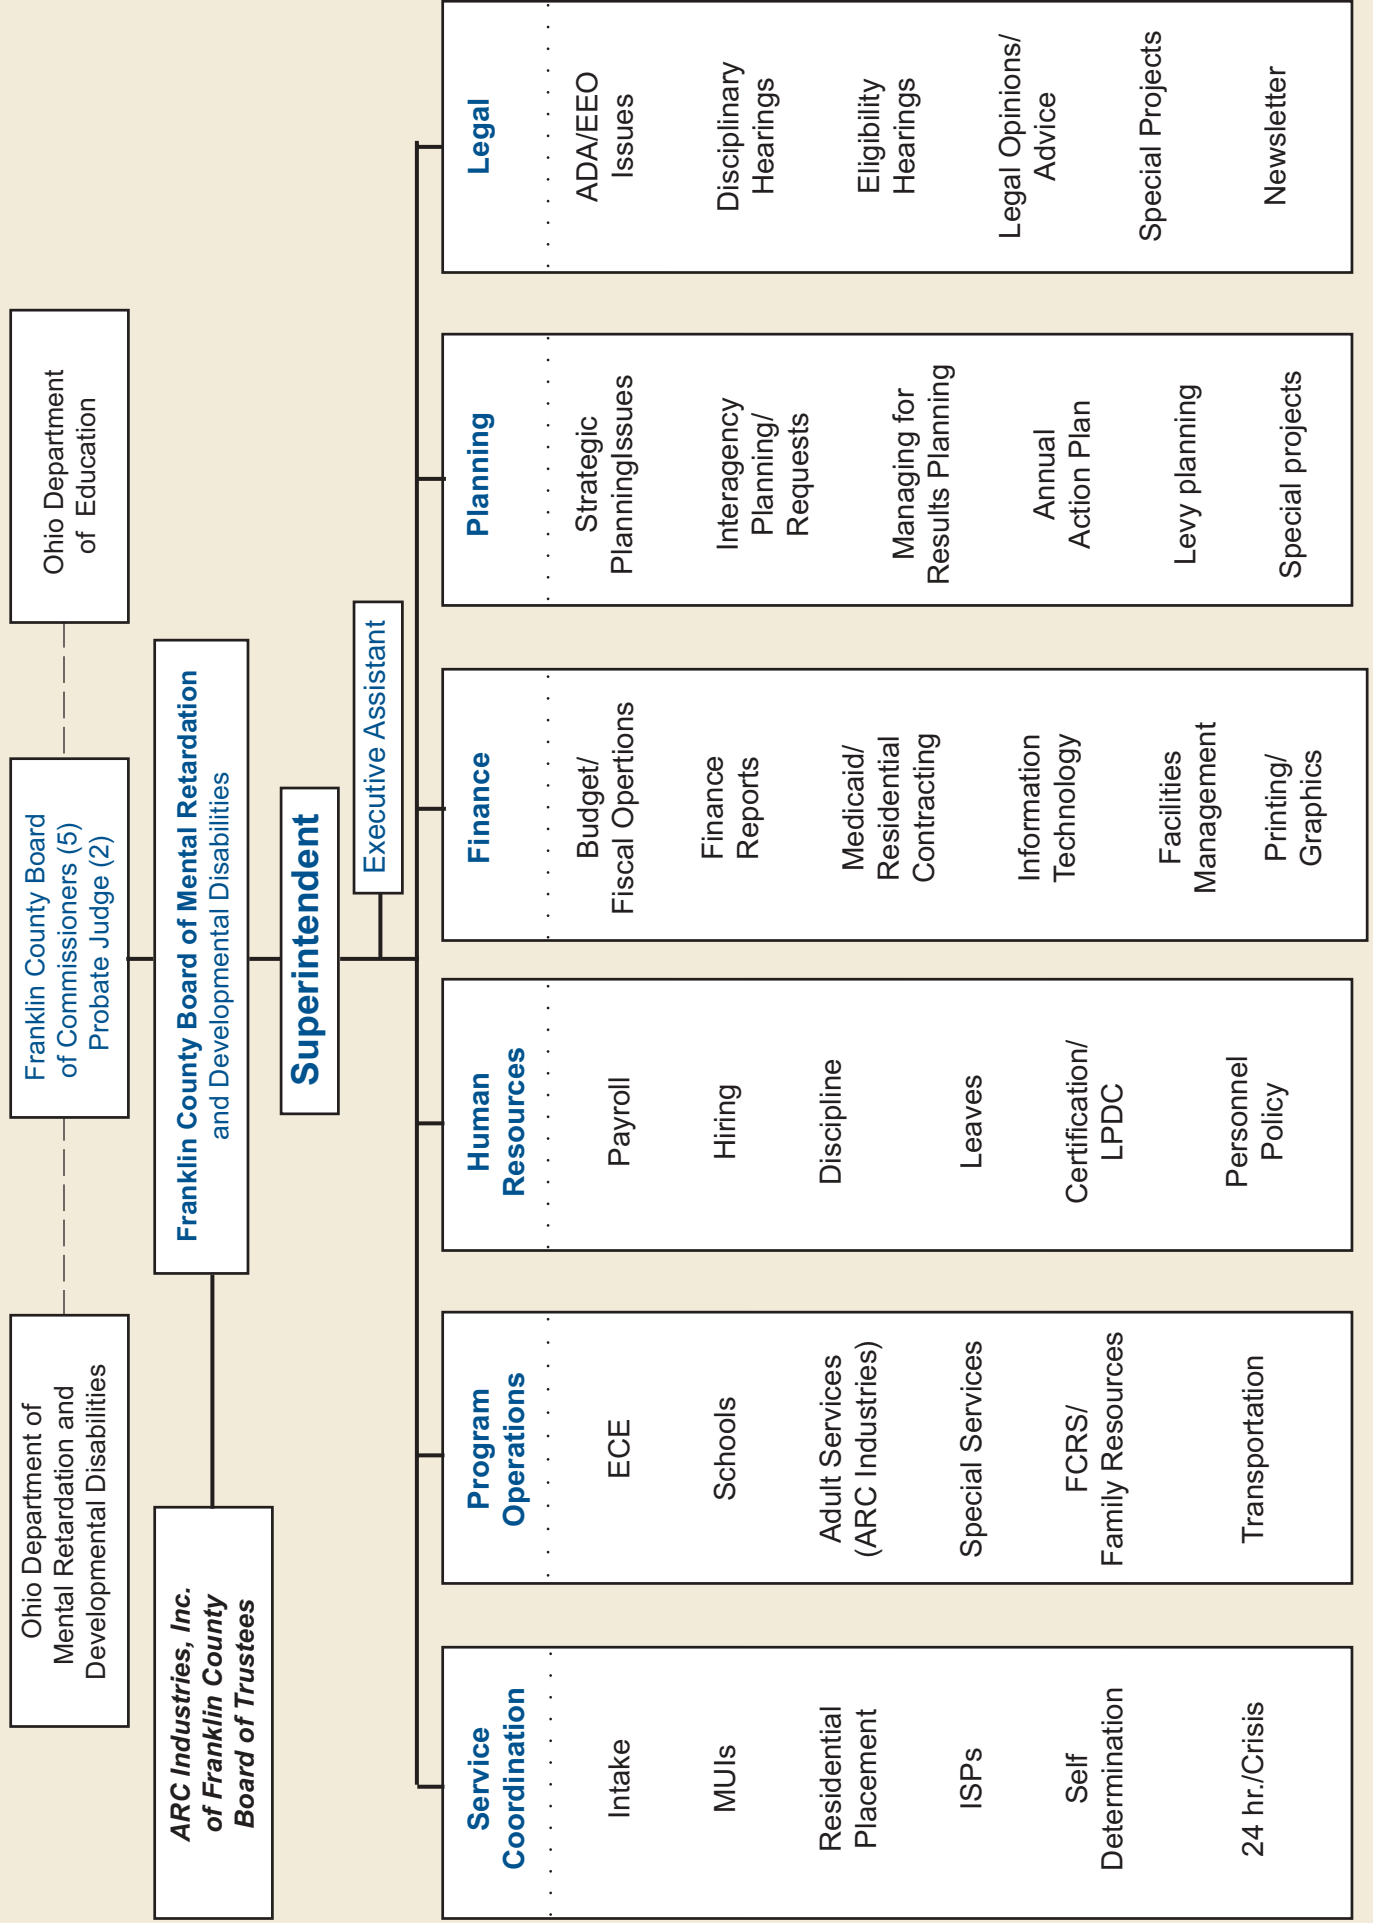 Ohio Department of
Mental Retardation and
Developmental Disabilities
Franklin County Board
of Commissioners (5)
Probate Judge (2)
Ohio Department
of Education
ARC Industries, Inc.
of Franklin County
Board of Trustees
Franklin County Board of Mental Retardation
and Developmental Disabilities
Superintendent
Executive Assistant
Service
Coordination
Intake
MUIs
Residential
Placement
ISPs
Self
Determination
24 hr./Crisis
Program
Operations
ECE
Schools
Adult Services
(ARC Industries)
Special Services
FCRS/
Family Resources
Transportation
Human
Resources
Payroll
Hiring
Discipline
Leaves
Certification/
LPDC
Personnel
Policy
Finance
Budget/
Fiscal Opertions
Finance
Reports
Medicaid/
Residential
Contracting
Information
Technology
Facilities
Management
Printing/
Graphics
Planning
Strategic
PlanningIssues
Interagency
Planning/
Requests
Managing for
Results Planning
Annual
Action Plan
Levy planning
Special projects
Legal
ADA/EEO
Issues
Disciplinary
Hearings
Eligibility
Hearings
Legal Opinions/
Advice
Special Projects
Newsletter